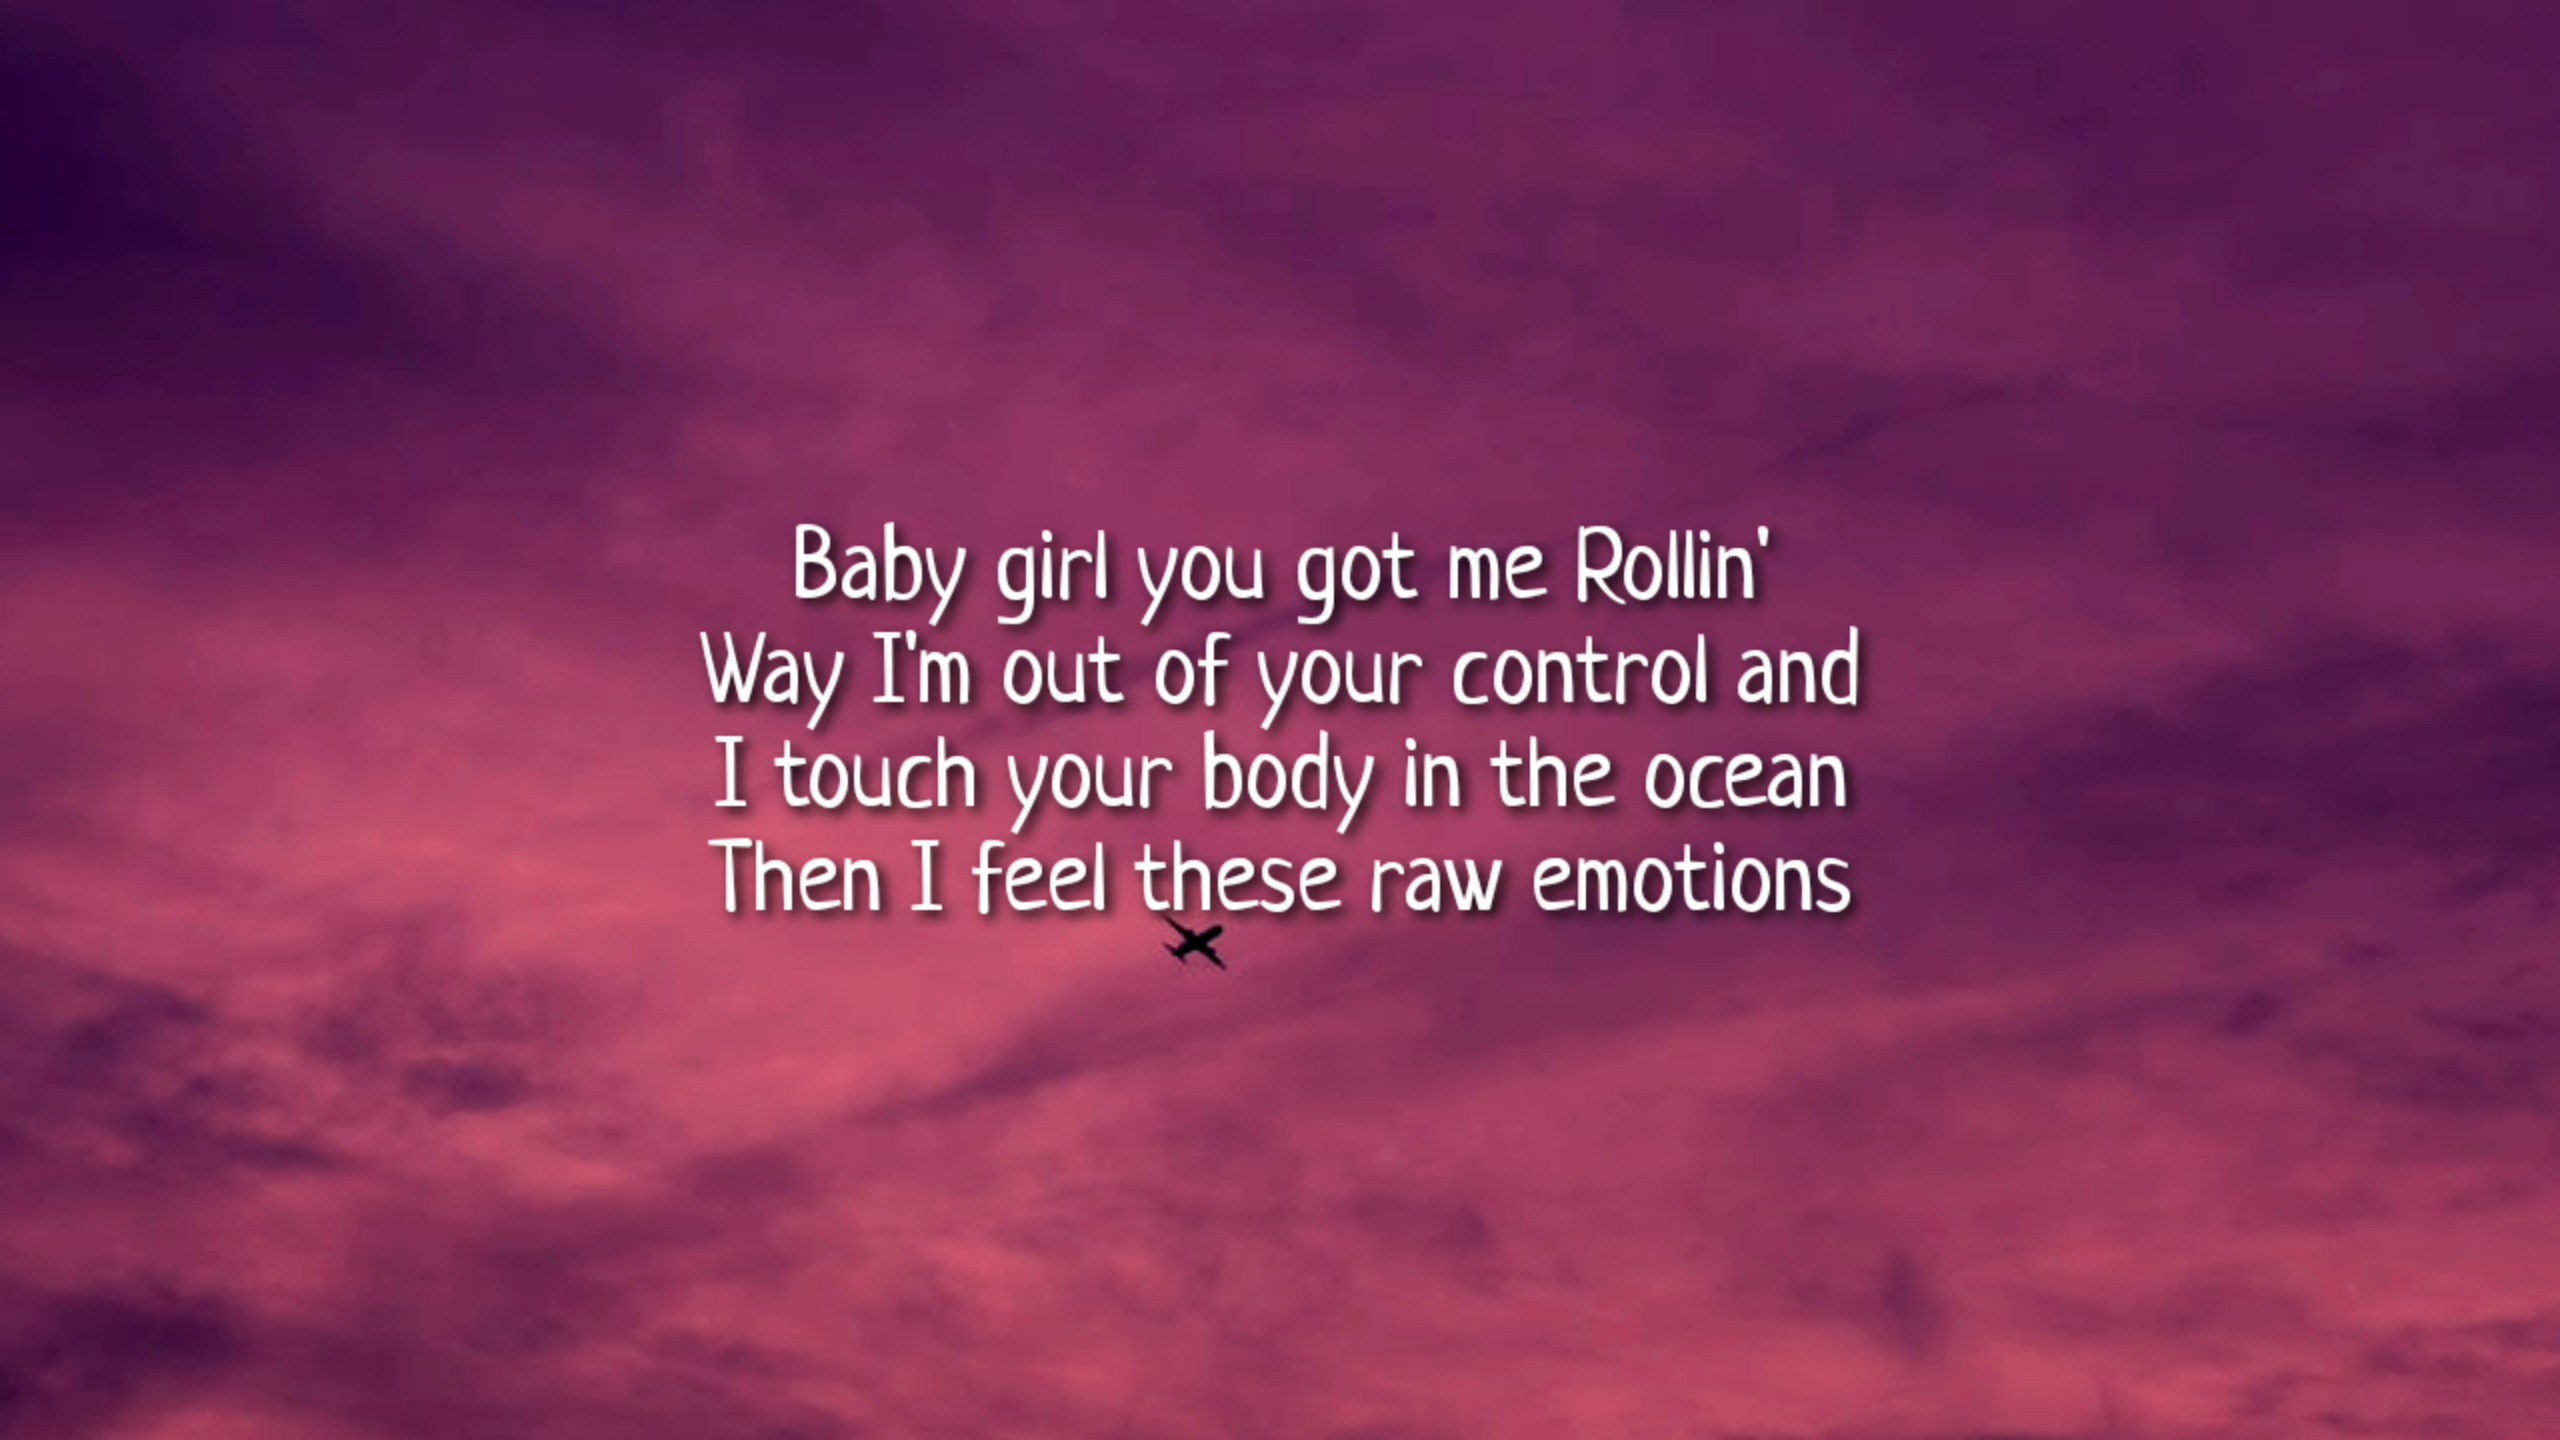 Baby girl you got me Rollin'
Way I'm out of your control and
I touch your body in the ocean
Then I feel these raw emotions